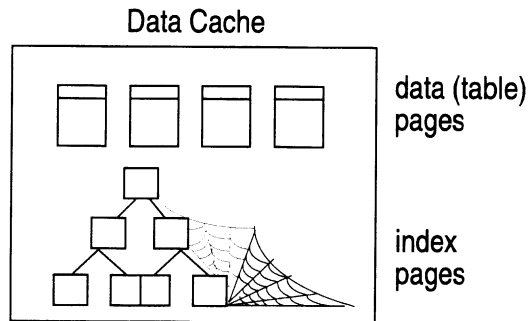 Data Cache
data (table)
pages
index
pages